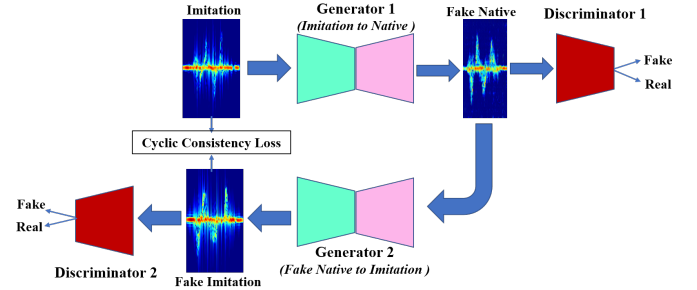 Imitation
Generator 1
(Imitation to Native )
Fake Native
Discriminator 1
Fake
Real
Cyclic Consistency Loss
Fake
Real
Discriminator 2
Fake Imitation
Generator 2
(Fake Native to Imitation )